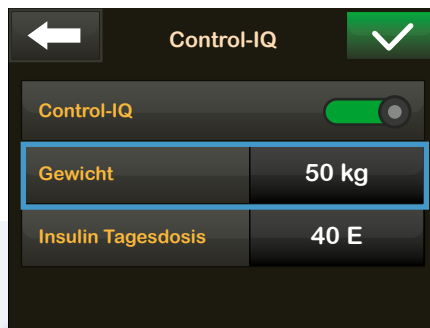 Control-IQ
Control-IQ
Gewicht 50 kg
Insulin Tagesdosis 40 E